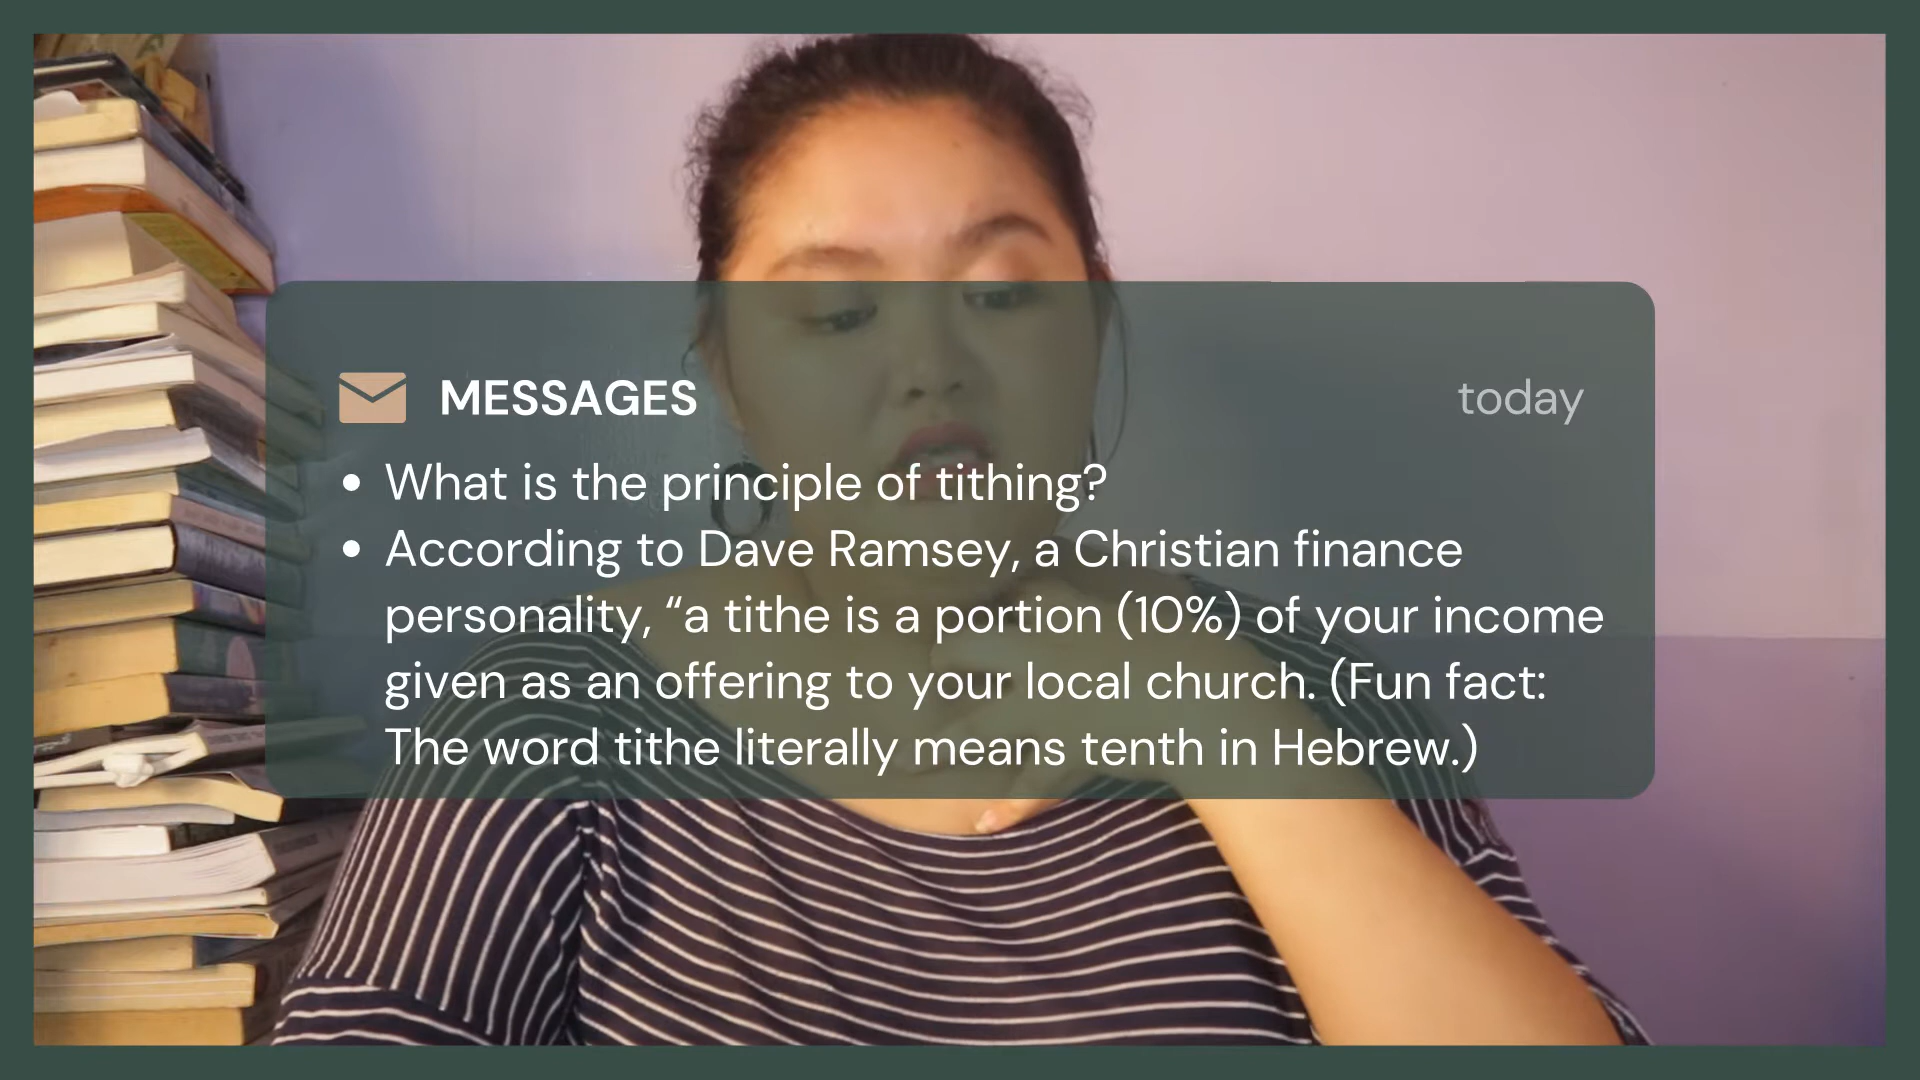 MESSAGES
today
• What is the principle of tithing?
• According to Dave Ramsey, a Christian finance
personality, “a tithe is a portion (10%) of your income
given as an offering to your local church. (Fun fact:
The word tithe literally means tenth in Hebrew.)